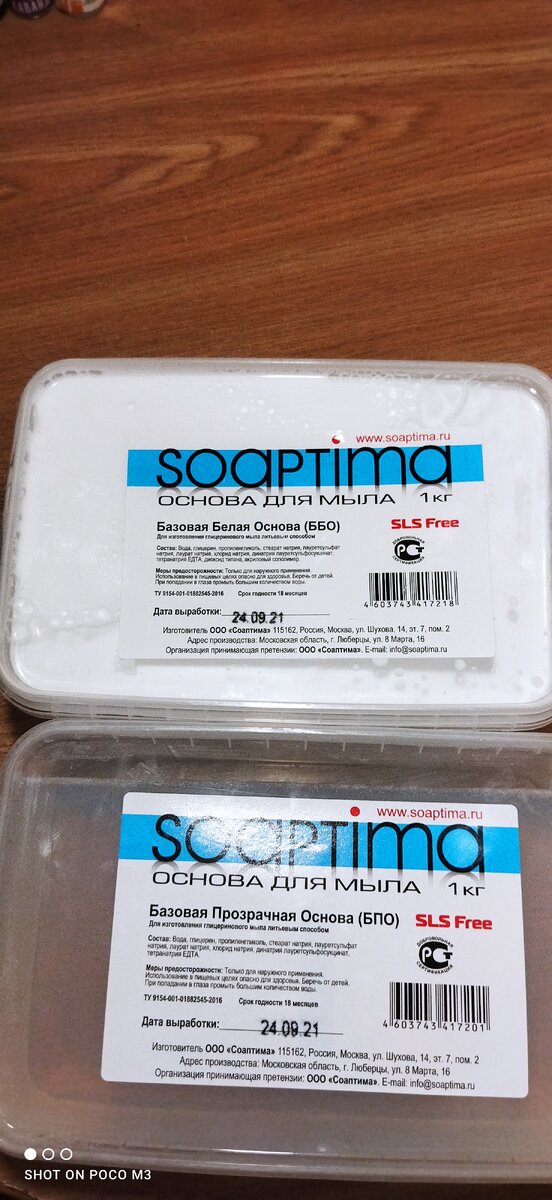 www.soaptima.ru
soaptima
ОСНОВА ДЛЯ МЫЛА 1 кг
Базовая Белая Основа (ББО)
SLS Free
Для изготовления глицеринового мыла литьевым способом
Состав: Вода, глицерин, пропиленгликоль, стеарат натрия, лауретсульфат
натрия, лаурат натрия, хлорид натрия, динатрия лауретсульфосукцинат,
тетранатрия ЕДТА, диоксид титана, акриловый сополимер.
ДОБРОВОЛЬНАЯ
СЕРТИФИКАЦИЯ
Меры предосторожности: Только для наружного применения.
Использование в пищевых целях опасно для здоровья. Беречь от детей.
При попадании в глаза промыть большим количеством воды.
ТУ 9154-001-01882545-2016 Срок годности 18 месяцев
4 603743 417218
Дата выработки: 24.09.21
Изготовитель ООО «Соаптима» 115162, Россия, Москва, ул. Шухова, 14, эт. 7, пом. 2
Адрес производства: Московская область, г. Люберцы, ул. 8 Марта, 16
Организация принимающая претензии: ООО «Соаптима». E-mail: info@soaptima.ru
www.soaptima.ru
soaptima
ОСНОВА ДЛЯ МЫЛА 1 кг
Базовая Прозрачная Основа (БПО)
SLS Free
Для изготовления глицеринового мыла литьевым способом
Состав: Вода, глицерин, пропиленгликоль, стеарат натрия, лауретсульфат
натрия, лаурат натрия, хлорид натрия, динатрия лауретсульфосукцинат,
тетранатрия ЕДТА.
ДОБРОВОЛЬНАЯ
СЕРТИФИКАЦИЯ
Меры предосторожности: Только для наружного применения.
Использование в пищевых целях опасно для здоровья. Беречь от детей.
При попадании в глаза промыть большим количеством воды.
ТУ 9154-001-01882545-2016 Срок годности 18 месяцев
4 603743 417201
Дата выработки: 24.09.21
Изготовитель ООО «Соаптима» 115162, Россия, Москва, ул. Шухова, 14, эт. 7, пом. 2
Адрес производства: Московская область, г. Люберцы, ул. 8 Марта, 16
Организация принимающая претензии: ООО «Соаптима». E-mail: info@soaptima.ru
SHOT ON POCO M3